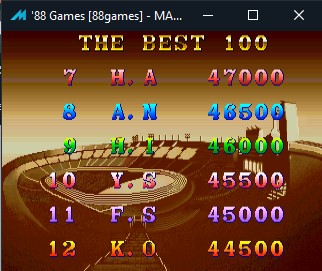 '88 Games [88games] - MA...
THE BEST 100
7 H.A 47000
8 A.N 46500
9 H.I 46000
10 Y.S 45500
11 F.S 45000
12 K.O 44500